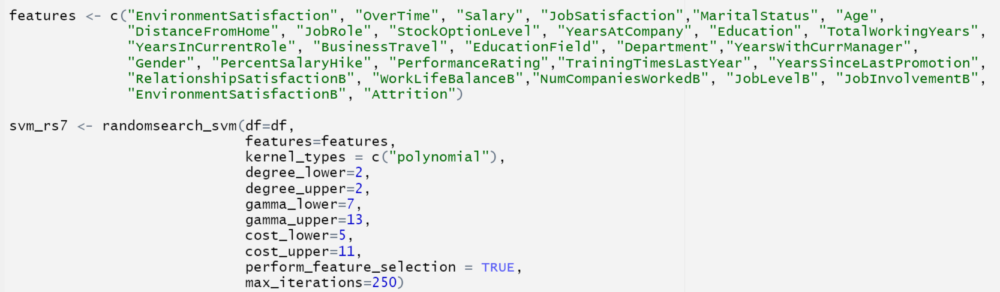 features <- c("EnvironmentSatisfaction", "OverTime", "Salary", "JobSatisfaction","MaritalStatus", "Age",
"DistanceFromHome", "JobRole", "StockOptionLevel", "YearsAtCompany", "Education", "TotalWorkingYears",
"YearsInCurrentRole", "BusinessTravel", "EducationField", "Department","YearsWithCurrManager",
"Gender", "PercentSalaryHike", "PerformanceRating","TrainingTimesLastYear", "YearsSinceLastPromotion",
"RelationshipSatisfactionB", "WorkLifeBalanceB","NumCompaniesWorkedB", "JobLevelB", "JobInvolvementB",
"EnvironmentSatisfactionB", "Attrition")
svm_rs7 <- randomsearch_svm(df=df,
features=features,
kernel_types = c("polynomial"),
degree_lower=2,
degree_upper=2,
gamma_lower=7,
gamma_upper=13,
cost_lower=5,
cost_upper=11,
perform_feature_selection = TRUE,
max_iterations=250)